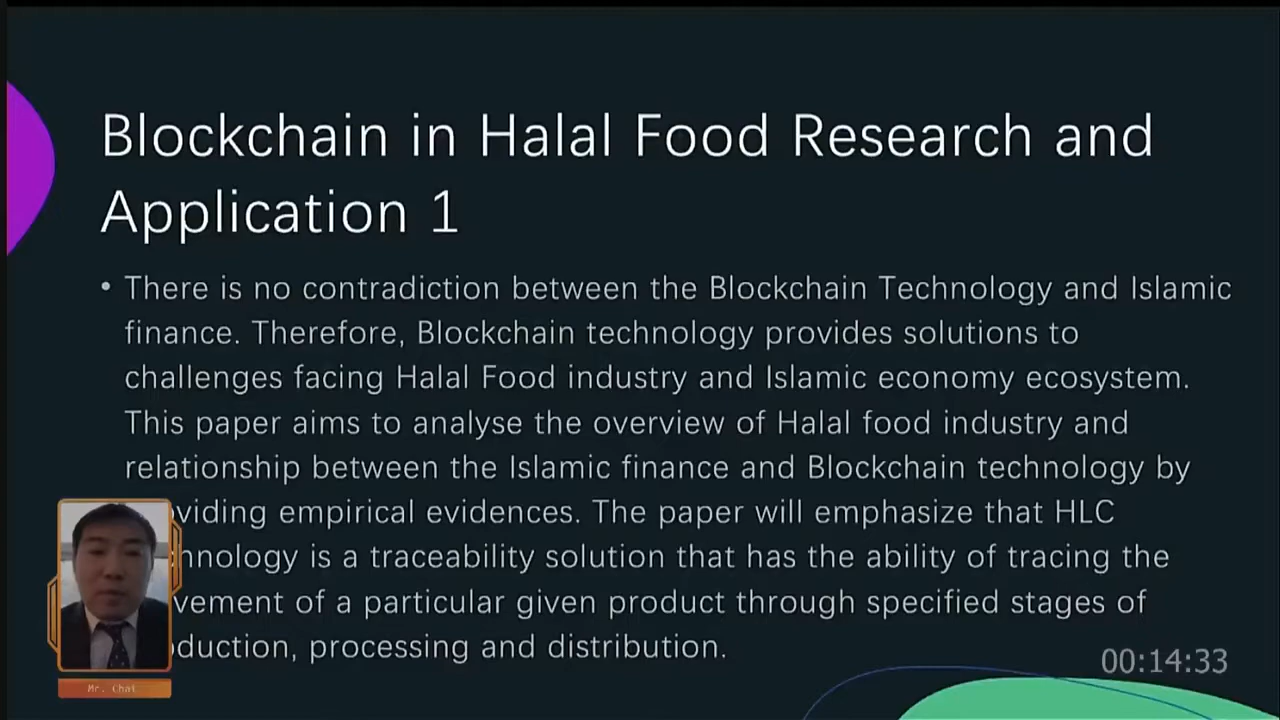 Blockchain in Halal Food Research and
Application 1
• There is no contradiction between the Blockchain Technology and Islamic
finance. Therefore, Blockchain technology provides solutions to
challenges facing Halal Food industry and Islamic economy ecosystem.
This paper aims to analyse the overview of Halal food industry and
relationship between the Islamic finance and Blockchain technology by
viding empirical evidences. The paper will emphasize that HLC
hnology is a traceability solution that has the ability of tracing the
vement of a particular given product through specified stages of
oduction, processing and distribution.
00:14:33
Mr. Chai